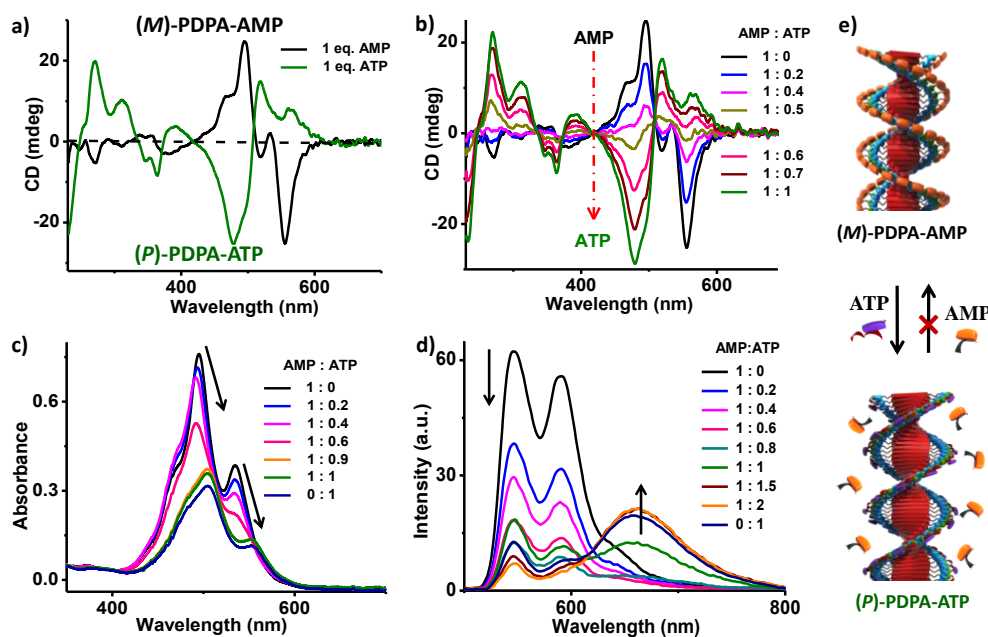 a)
(M)-PDPA-AMP
1 eq. AMP
1 eq. ATP
20
0
-20
CD (mdeg)
(P)-PDPA-ATP
400
600
Wavelength (nm)
b)
AMP : ATP
AMP
1 : 0
1 : 0.2
1 : 0.4
1 : 0.5
1 : 0.6
1 : 0.7
1 : 1
20
0
-20
CD (mdeg)
ATP
400
600
Wavelength (nm)
c)
AMP : ATP
1 : 0
1 : 0.2
1 : 0.4
1 : 0.6
1 : 0.9
1 : 1
0 : 1
0.6
0.3
0.0
Absorbance
400
600
Wavelength (nm)
d)
AMP:ATP
1 : 0
1 : 0.2
1 : 0.4
1 : 0.6
1 : 0.8
1 : 1
1 : 1.5
1 : 2
0 : 1
60
30
0
Intensity (a.u.)
600
800
Wavelength (nm)
e)
(M)-PDPA-AMP
ATP
AMP
(P)-PDPA-ATP